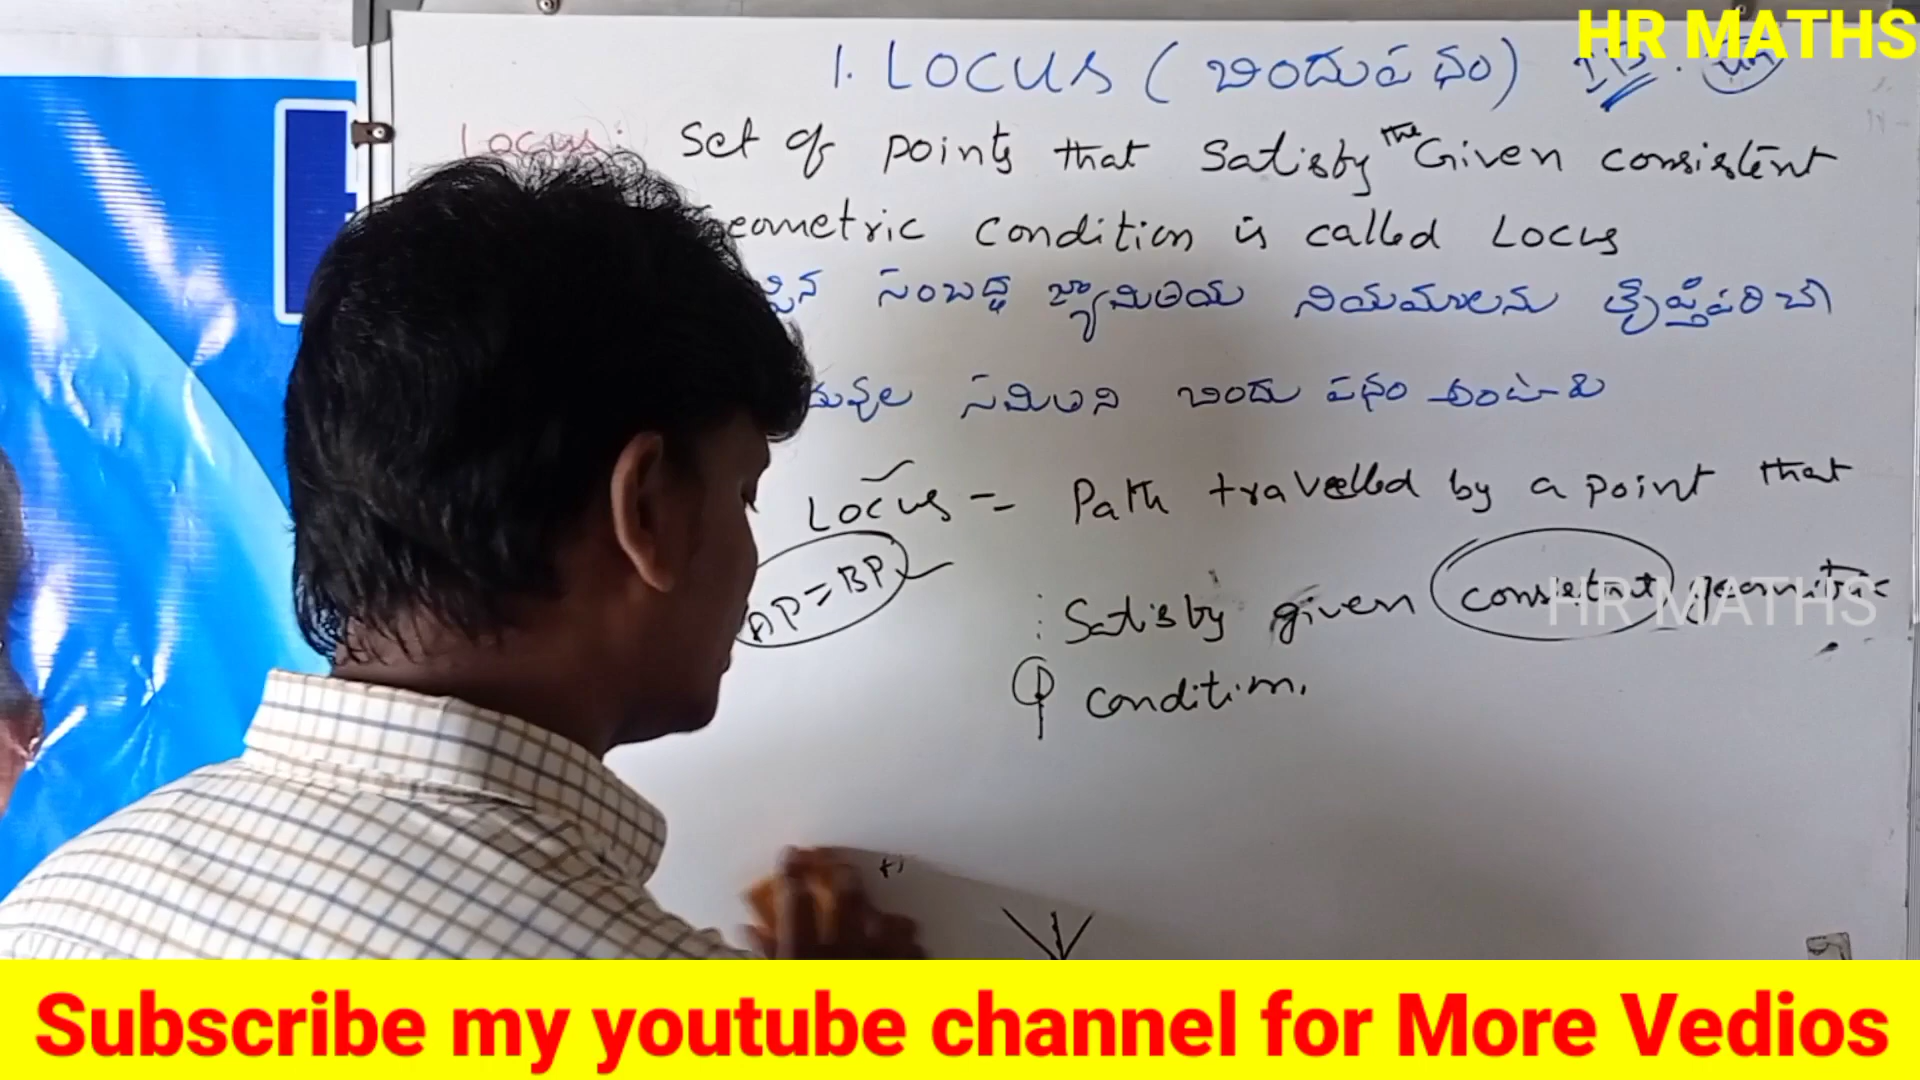 HR MATHS
1. LOCUS ( బిందుపథం) IIB.
Locus: Set of points that Satisfy the Given consistent
Geometric condition is called Locus
సంబద్ధ జ్యామితియ నియమాలను
సమితిని బిందు పథం అంటారు
Locus = Path travelled by a point that
AP=BP
Satisfy given consistent geometric
HR MATHS
P condition.
Subscribe my youtube channel for More Vedios